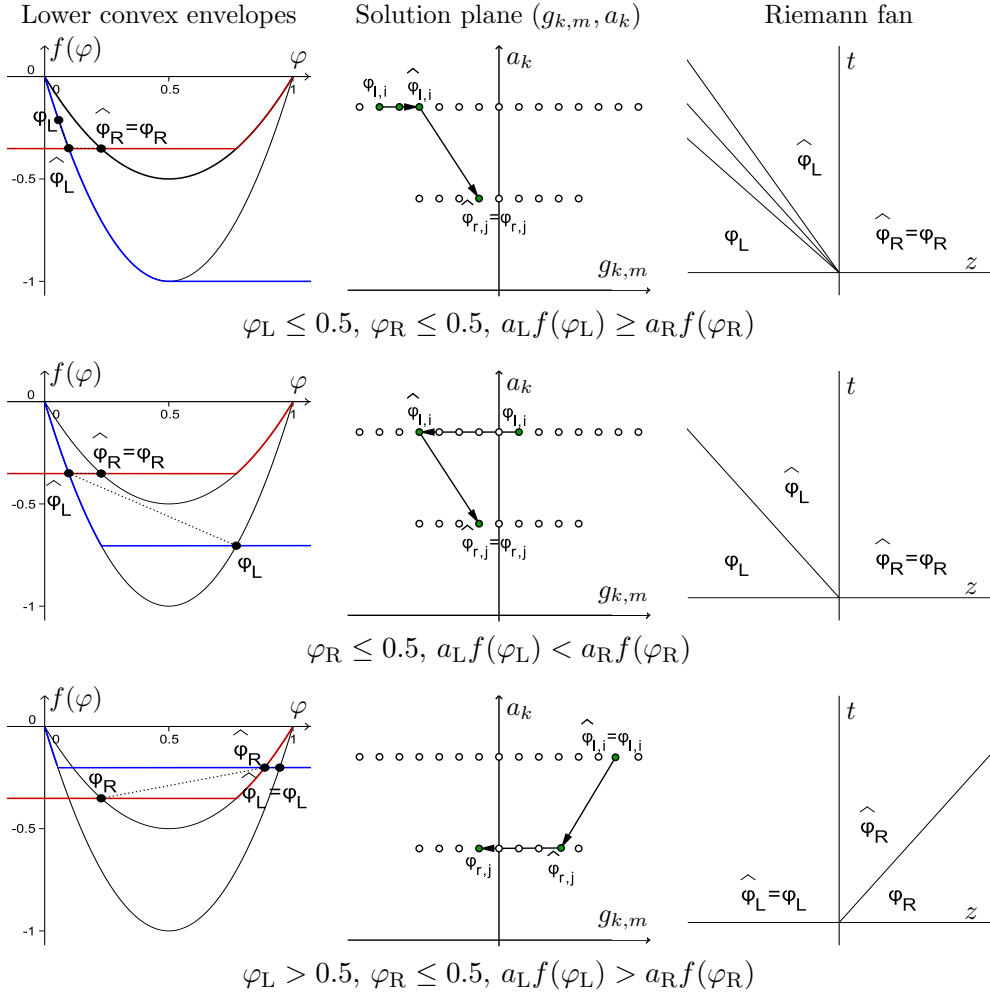 Lower convex envelopes
Solution plane (g_{k,m}, a_k)
Riemann fan
f(φ)
φ
0
0
0.5
1
φ_L
φ̂_R=φ_R
φ̂_L
-0.5
-1
a_k
φ_{l,i}
φ̂_{l,i}
φ̂_{r,j}=φ_{r,j}
g_{k,m}
t
φ̂_L
φ_L
φ̂_R=φ_R
z
φ_L ≤ 0.5, φ_R ≤ 0.5, a_L f(φ_L) ≥ a_R f(φ_R)
f(φ)
φ
0
0
0.5
1
φ̂_R=φ_R
φ̂_L
-0.5
φ_L
-1
a_k
φ̂_{l,i}
φ_{l,i}
φ̂_{r,j}=φ_{r,j}
g_{k,m}
t
φ̂_L
φ_L
φ̂_R=φ_R
z
φ_R ≤ 0.5, a_L f(φ_L) < a_R f(φ_R)
f(φ)
φ
0
0
0.5
1
φ̂_R
φ_R
φ̂_L=φ_L
-0.5
-1
a_k
φ̂_{l,i}=φ_{l,i}
φ_{r,j}
φ̂_{r,j}
g_{k,m}
t
φ̂_R
φ̂_L=φ_L
φ_R
z
φ_L > 0.5, φ_R ≤ 0.5, a_L f(φ_L) > a_R f(φ_R)